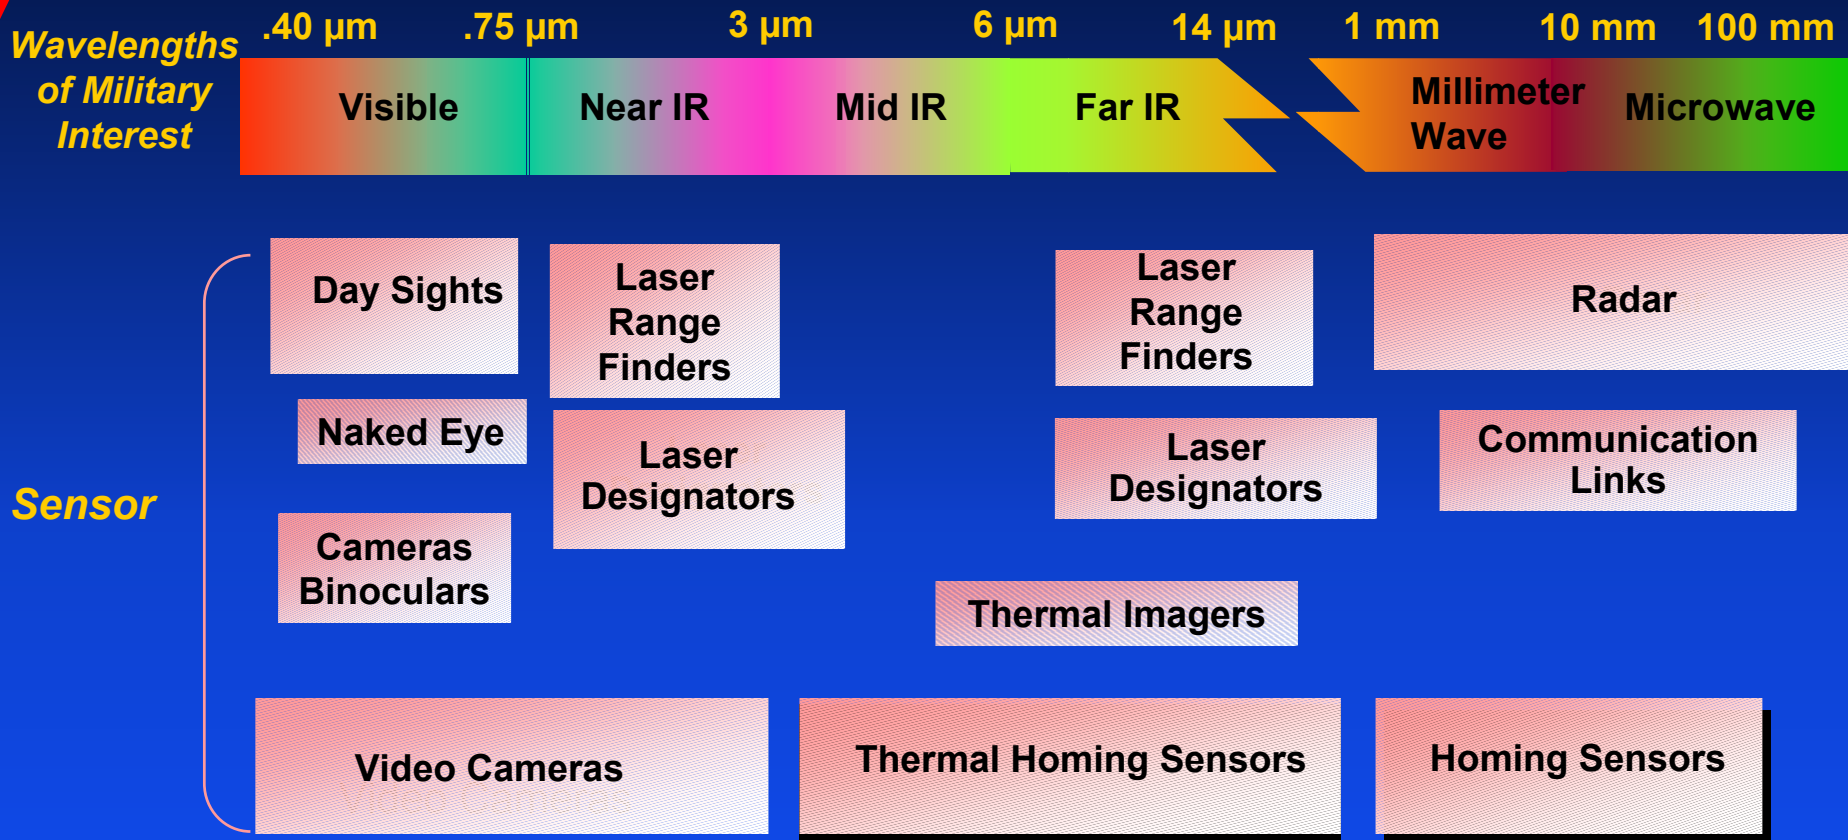 Wavelengths
of Military
Interest
.40 µm .75 µm 3 µm 6 µm 14 µm 1 mm 10 mm 100 mm
Visible Near IR Mid IR Far IR Millimeter
Wave Microwave
Sensor
Day Sights
Laser
Range
Finders
Laser
Range
Finders
Radar
Naked Eye
Laser
Designators
Laser
Designators
Communication
Links
Cameras
Binoculars
Thermal Imagers
Video Cameras
Thermal Homing Sensors
Homing Sensors